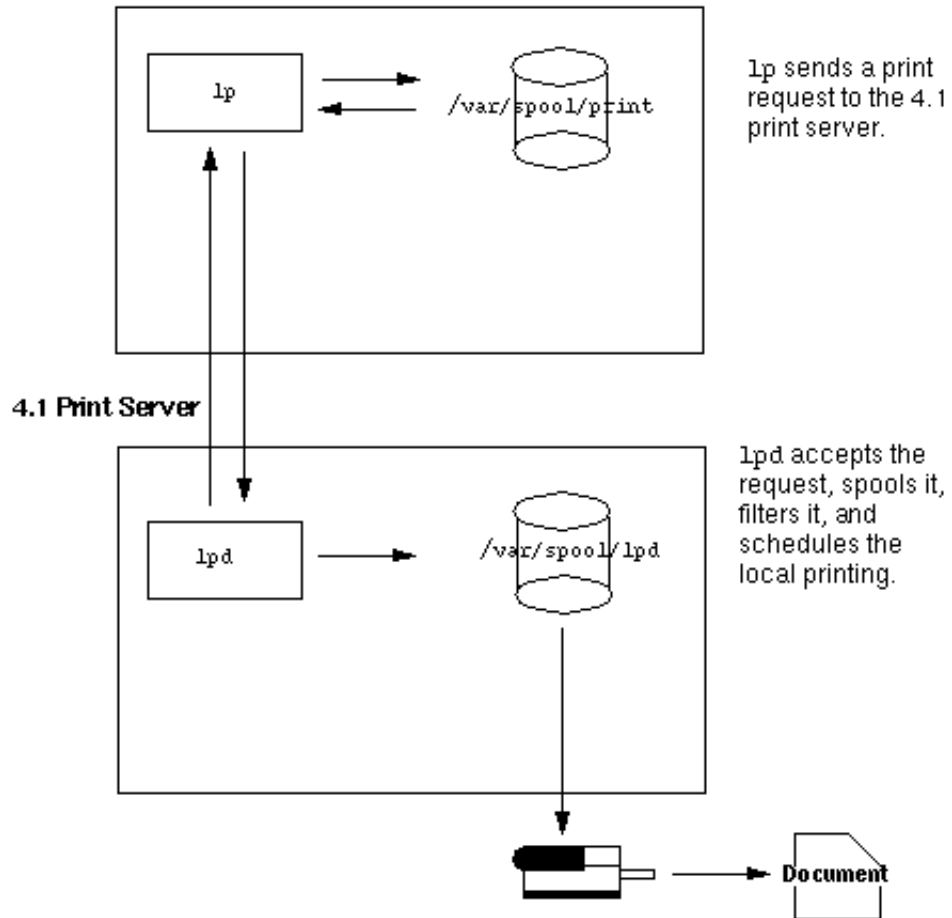 lp
/var/spool/print
lp sends a print
request to the 4.1
print server.
4.1 Print Server
lpd
/var/spool/lpd
lpd accepts the
request, spools it,
filters it, and
schedules the
local printing.
Document